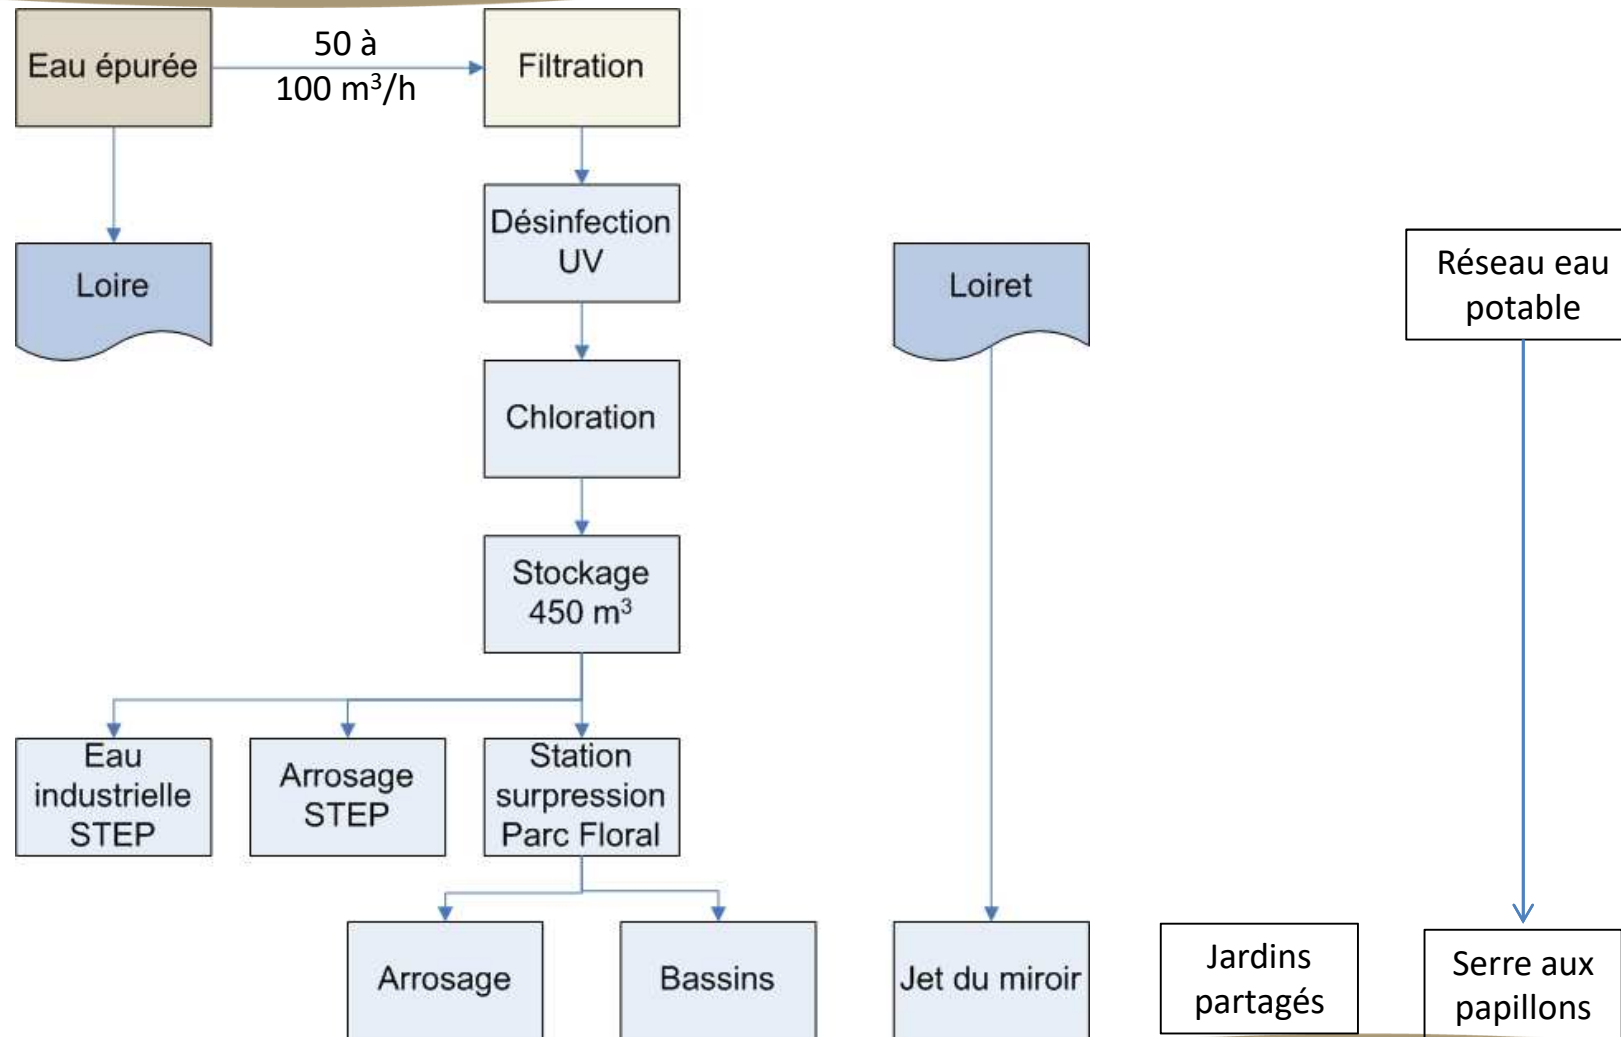 Eau épurée
50 à
100 m³/h
Filtration
Désinfection
UV
Loire
Loiret
Réseau eau
potable
Chloration
Stockage
450 m³
Eau
industrielle
STEP
Arrosage
STEP
Station
surpression
Parc Floral
Arrosage
Bassins
Jet du miroir
Jardins
partagés
Serre aux
papillons